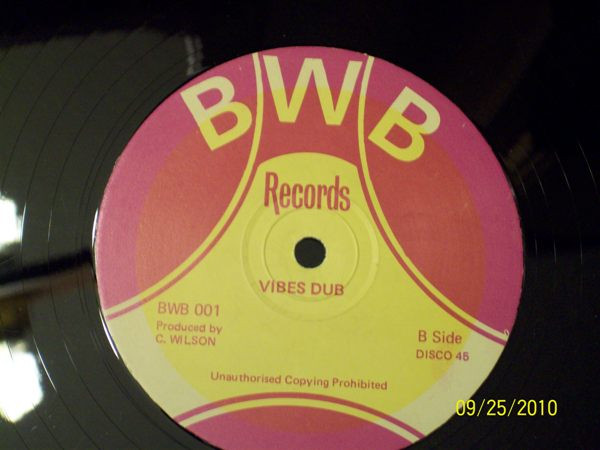 BWB
Records
VIBES DUB
BWB 001
Produced by
C. WILSON
B Side
DISCO 45
Unauthorised Copying Prohibited
09/25/2010